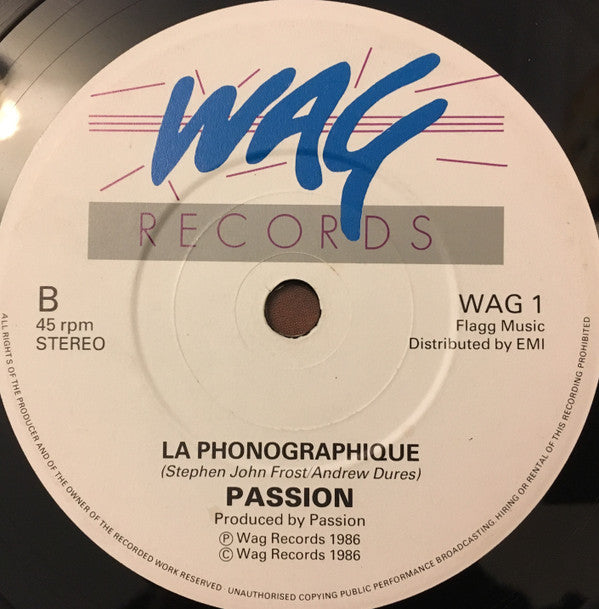 WAG
RECORDS
B
45 rpm
STEREO
WAG 1
Flagg Music
Distributed by EMI
LA PHONOGRAPHIQUE
(Stephen John Frost/Andrew Dures)
PASSION
Produced by Passion
Ⓟ Wag Records 1986
© Wag Records 1986
ALL RIGHTS OF THE PRODUCER AND OF THE OWNER OF THE RECORDED WORK RESERVED · UNAUTHORISED COPYING PUBLIC PERFORMANCE BROADCASTING, HIRING OR RENTAL OF THIS RECORDING PROHIBITED